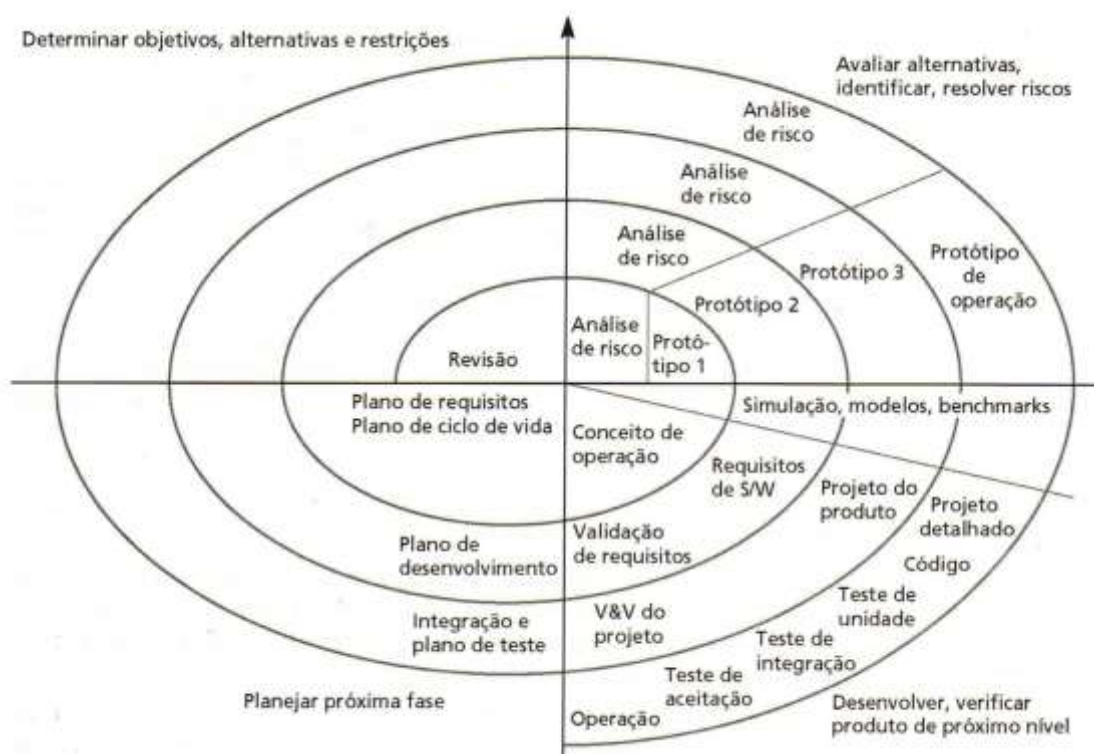 Determinar objetivos, alternativas e restrições
Avaliar alternativas,
identificar, resolver riscos
Análise
de risco
Análise
de risco
Análise
de risco
Análise
de risco
Protótipo
de
operação
Protótipo 3
Protótipo 2
Protó-
tipo 1
Revisão
Plano de requisitos
Plano de ciclo de vida
Simulação, modelos, benchmarks
Conceito de
operação
Requisitos
de S/W
Projeto do
produto
Projeto
detalhado
Plano de
desenvolvimento
Validação
de requisitos
Código
Teste de
unidade
Integração e
plano de teste
V&V do
projeto
Teste de
integração
Teste de
aceitação
Operação
Planejar próxima fase
Desenvolver, verificar
produto de próximo nível